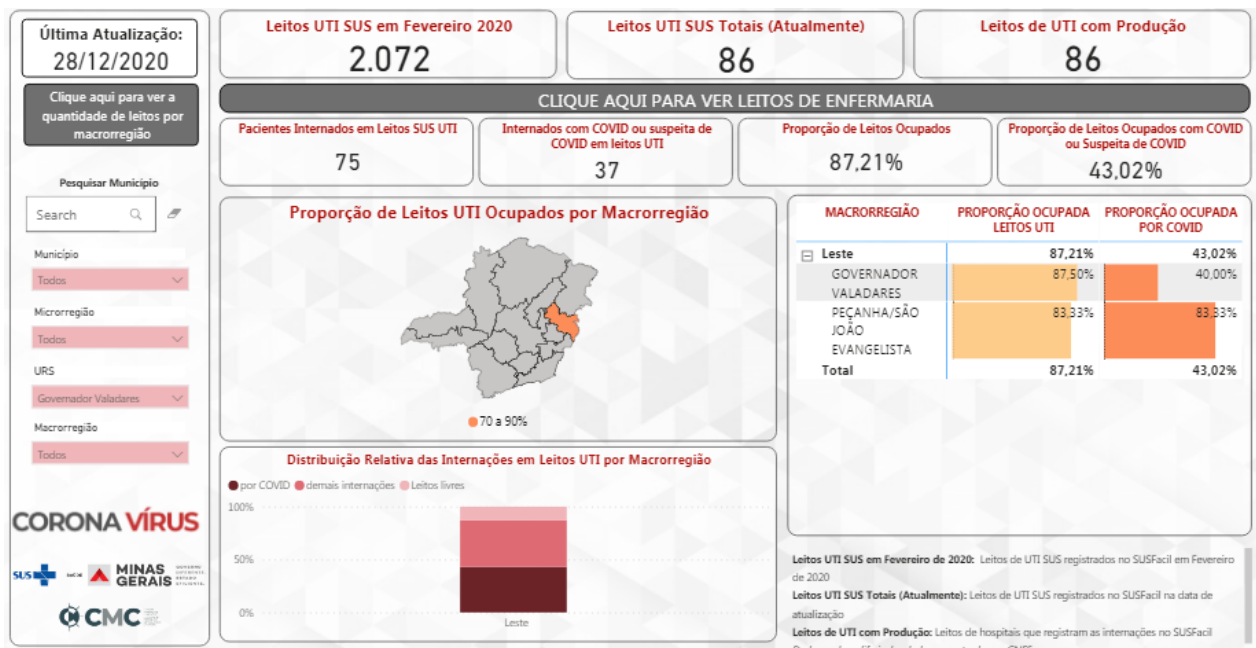 Última Atualização:
28/12/2020
Clique aqui para ver a
quantidade de leitos por
macrorregião
Pesquisar Município
Search
Município
Todos
Microrregião
Todos
URS
Governador Valadares
Macrorregião
Todos
CORONA VÍRUS
SUS
MINAS
GERAIS
CMC
Leitos UTI SUS em Fevereiro 2020
2.072
Leitos UTI SUS Totais (Atualmente)
86
Leitos de UTI com Produção
86
CLIQUE AQUI PARA VER LEITOS DE ENFERMARIA
Pacientes Internados em Leitos SUS UTI
75
Internados com COVID ou suspeita de
COVID em leitos UTI
37
Proporção de Leitos Ocupados
87,21%
Proporção de Leitos Ocupados com COVID
ou Suspeita de COVID
43,02%
Proporção de Leitos UTI Ocupados por Macrorregião
70 a 90%
Distribuição Relativa das Internações em Leitos UTI por Macrorregião
por COVID demais internações Leitos livres
100%
50%
0%
Leste
MACRORREGIÃO PROPORÇÃO OCUPADA LEITOS UTI PROPORÇÃO OCUPADA POR COVID
Leste 87,21% 43,02%
GOVERNADOR 87,50% 40,00%
VALADARES
PEÇANHA/SÃO 83,33% 83,33%
JOÃO
EVANGELISTA
Total 87,21% 43,02%
Leitos UTI SUS em Fevereiro de 2020: Leitos de UTI SUS registrados no SUSFacil em Fevereiro
de 2020
Leitos UTI SUS Totais (Atualmente): Leitos de UTI SUS registrados no SUSFacil na data de
atualização
Leitos de UTI com Produção: Leitos de hospitais que registram as internações no SUSFacil